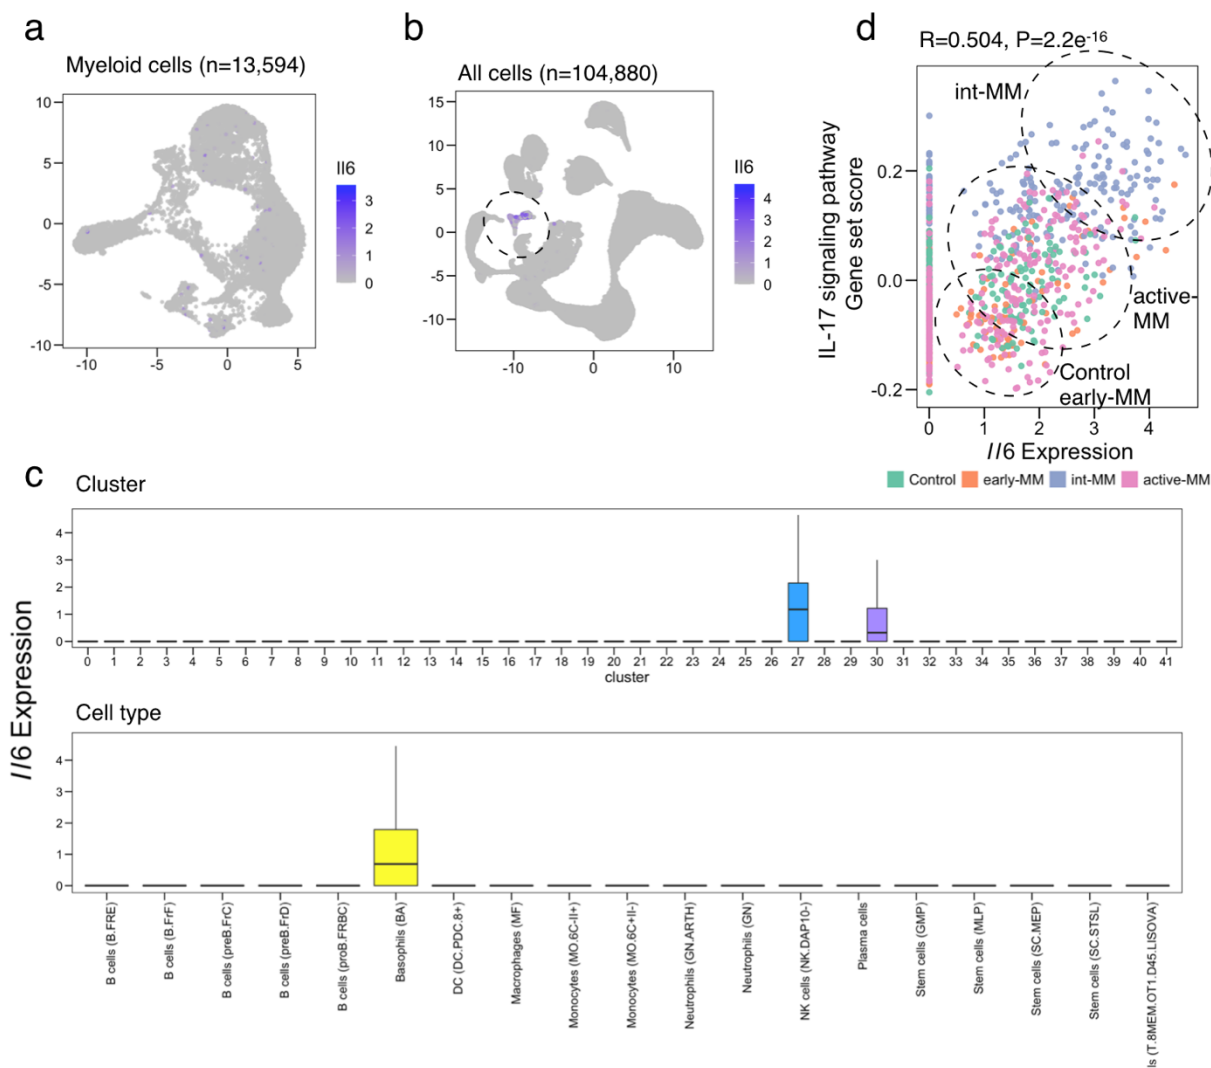 a
Myeloid cells (n=13,594)
10
5
0
-5
-10
-10
-5
0
5
Il6
3
2
1
0
b
All cells (n=104,880)
15
10
5
0
-5
-10
-10
0
10
Il6
4
3
2
1
0
d
R=0.504, P=2.2e-16
int-MM
active-
MM
Control
early-MM
IL-17 signaling pathway
Gene set score
0.2
0.0
-0.2
0 1 2 3 4
Il6 Expression
Control early-MM int-MM active-MM
c
Cluster
Il6 Expression
4
3
2
1
0
0 1 2 3 4 5 6 7 8 9 10 11 12 13 14 15 16 17 18 19 20 21 22 23 24 25 26 27 28 29 30 31 32 33 34 35 36 37 38 39 40 41
cluster
Cell type
4
3
2
1
0
B cells (B.FRE)
B cells (B.FrF)
B cells (preB.FrC)
B cells (preB.FrD)
B cells (proB.FRBC)
Basophils (BA)
DC (DC.PDC.8+)
Macrophages (MF)
Monocytes (MO.6C-II+)
Monocytes (MO.6C+II-)
Neutrophils (GN.ARTH)
Neutrophils (GN)
NK cells (NK.DAP10-)
Plasma cells
Stem cells (GMP)
Stem cells (MLP)
Stem cells (SC.MEP)
Stem cells (SC.STSL)
ls (T.8MEM.OT1.D45.LISOVA)